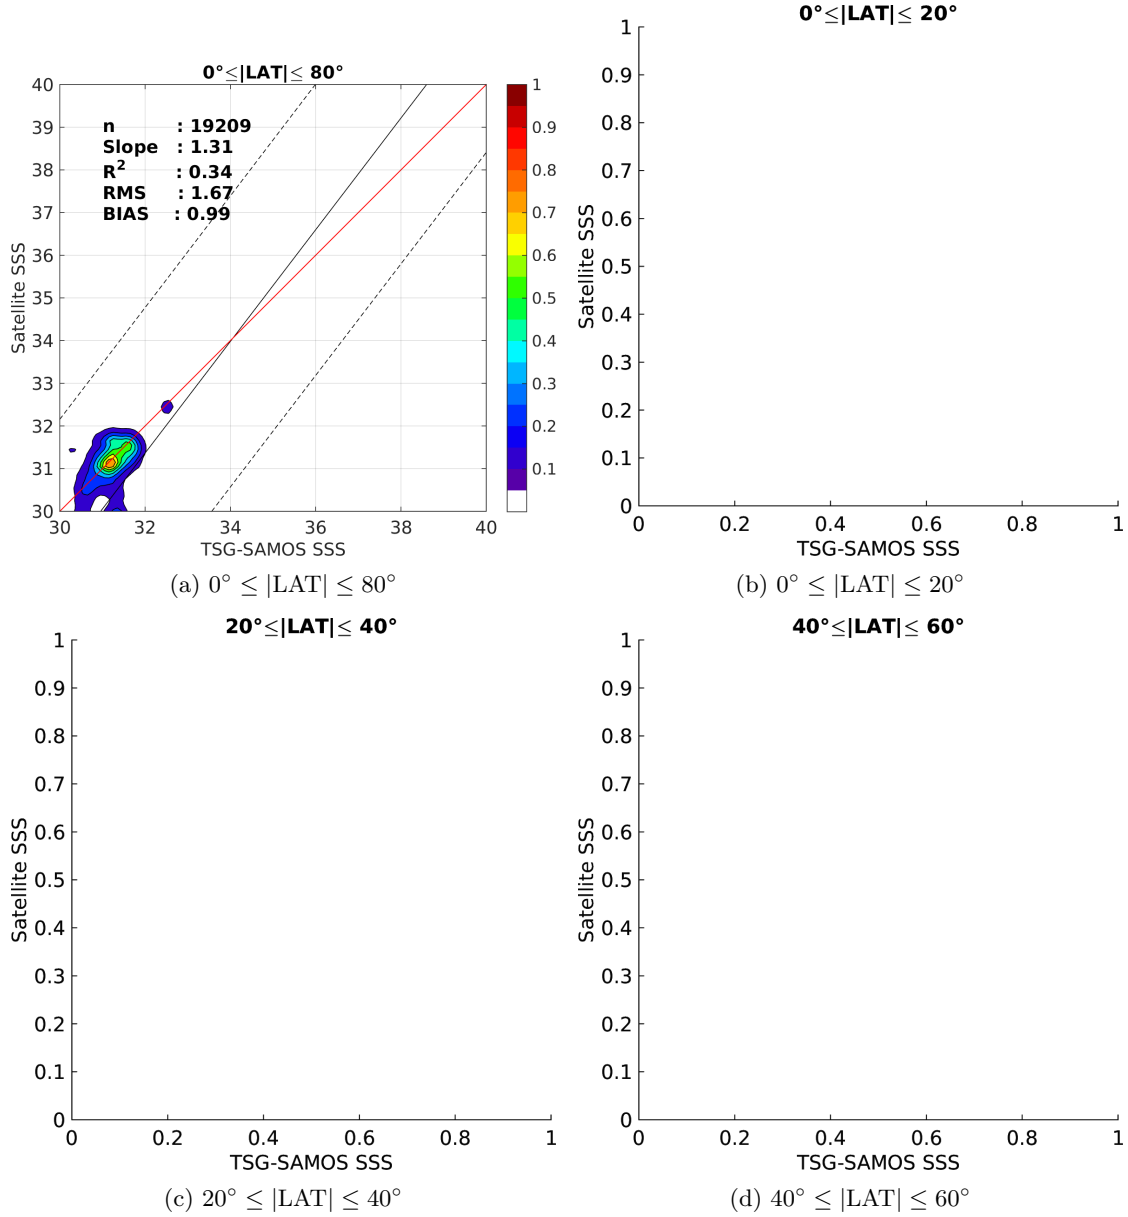 0°≤|LAT|≤ 80°
40
39
38
37
36
35
34
33
32
31
30
Satellite SSS
n : 19209
Slope : 1.31
R² : 0.34
RMS : 1.67
BIAS : 0.99
1
0.9
0.8
0.7
0.6
0.5
0.4
0.3
0.2
0.1
30 32 34 36 38 40
TSG-SAMOS SSS
(a) 0° ≤ |LAT| ≤ 80°
0°≤|LAT|≤ 20°
1
0.9
0.8
0.7
0.6
0.5
0.4
0.3
0.2
0.1
0
Satellite SSS
0 0.2 0.4 0.6 0.8 1
TSG-SAMOS SSS
(b) 0° ≤ |LAT| ≤ 20°
20°≤|LAT|≤ 40°
1
0.9
0.8
0.7
0.6
0.5
0.4
0.3
0.2
0.1
0
Satellite SSS
0 0.2 0.4 0.6 0.8 1
TSG-SAMOS SSS
(c) 20° ≤ |LAT| ≤ 40°
40°≤|LAT|≤ 60°
1
0.9
0.8
0.7
0.6
0.5
0.4
0.3
0.2
0.1
0
Satellite SSS
0 0.2 0.4 0.6 0.8 1
TSG-SAMOS SSS
(d) 40° ≤ |LAT| ≤ 60°